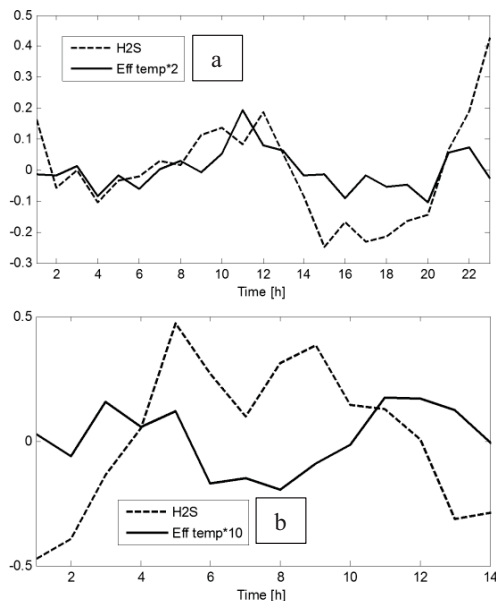 0.5
0.4
0.3
0.2
0.1
0
-0.1
-0.2
-0.3
H2S
Eff temp*2
a
2 4 6 8 10 12 14 16 18 20 22
Time [h]
0.5
0
-0.5
H2S
Eff temp*10
b
2 4 6 8 10 12 14
Time [h]